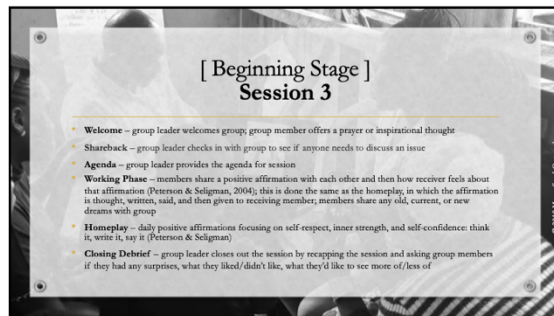 [ Beginning Stage ]
Session 3
Welcome – group leader welcomes group; group member offers a prayer or inspirational thought
Shareback – group leader checks in with group to see if anyone needs to discuss an issue
Agenda – group leader provides the agenda for session
Working Phase – members share a positive affirmation with each other and then how receiver feels about
that affirmation (Peterson & Seligman, 2004); this is done the same as the homeplay, in which the affirmation
is thought, written, said, and then given to receiving member; members share any old, current, or new
dreams with group
Homeplay – daily positive affirmations focusing on self-respect, inner strength, and self-confidence: think
it, write it, say it (Peterson & Seligman)
Closing Debrief – group leader closes out the session by recapping the session and asking group members
if they had any surprises, what they liked/didn't like, what they'd like to see more of/less of